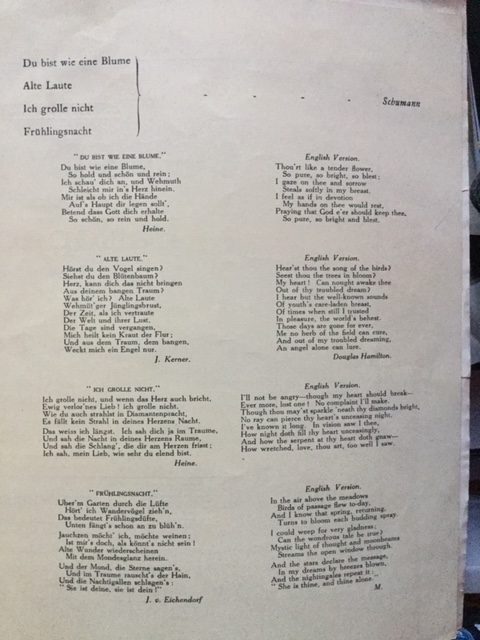 Du bist wie eine Blume
Alte Laute
Ich grolle nicht
Frühlingsnacht
Schumann
"DU BIST WIE EINE BLUME."
Du bist wie eine Blume,
So hold und schön und rein;
Ich schau' dich an, und Wehmuth
Schleicht mir in's Herz hinein.
Mir ist als ob ich die Hände
Auf's Haupt dir legen sollt',
Betend dass Gott dich erhalte
So schön, so rein und hold.
Heine.
English Version.
Thou'rt like a tender flower,
So pure, so bright, so blest;
I gaze on thee and sorrow
Steals softly in my breast.
I feel as if in devotion
My hands on thee would rest,
Praying that God e'er should keep thee,
So pure, so bright and blest.
"ALTE LAUTE."
Hörst du den Vogel singen?
Siehst du den Blütenbaum?
Herz, kann dich das nicht bringen
Aus deinem bangen Traum?
Was hör' ich? Alte Laute
Wehmüt'ger Jünglingsbrust,
Der Zeit, als ich vertraute
Der Welt und ihrer Lust.
Die Tage sind vergangen,
Mich heilt kein Kraut der Flur;
Und aus dem Traum, dem bangen,
Weckt mich ein Engel nur.
J. Kerner.
English Version.
Hear'st thou the song of the birds?
Seest thou the trees in bloom?
My heart! Can nought awake thee
Out of thy troubled dream?
I hear but the well-known sounds
Of youth's care-laden breast,
Of times when still I trusted
In pleasure, the world's behest.
Those days are gone for ever,
Me no herb of the field can cure,
And out of my troubled dreaming,
An angel alone can lure.
Douglas Hamilton.
"ICH GROLLE NICHT."
Ich grolle nicht, und wenn das Herz auch bricht,
Ewig verlor'nes Lieb! ich grolle nicht.
Wie du auch strahlst in Diamantenpracht,
Es fällt kein Strahl in deines Herzens Nacht.
Das weiss ich längst. Ich sah dich ja im Traume,
Und sah die Nacht in deines Herzens Raume,
Und sah die Schlang', die dir am Herzen frisst;
Ich sah, mein Lieb, wie sehr du elend bist.
Heine.
English Version.
I'll not be angry—though my heart should break—
Ever more, lost one! No complaint I'll make.
Though thou may'st sparkle 'neath thy diamonds bright,
No ray can pierce thy heart's unceasing night.
I've known it long. In vision saw I thee,
How night doth fill thy heart unceasingly,
And how the serpent at thy heart doth gnaw—
How wretched, love, thou art, too well I saw.
"FRÜHLINGSNACHT."
Uber'm Garten durch die Lüfte
Hört' ich Wandervögel zieh'n,
Das bedeutet Frühlingsdüfte,
Unten fängt's schon an zu blüh'n.
Jauchzen möcht' ich, möchte weinen;
Ist mir's doch, als könnt's nicht sein!
Alte Wunder wiederscheinen
Mit dem Mondesglanz herein.
Und der Mond, die Sterne sagen's,
Und im Traume rauscht's der Hain,
Und die Nachtigallen schlagen's:
"Sie ist deine, sie ist dein!"
J. v. Eichendorf
English Version.
In the air above the meadows
Birds of passage flew to-day,
And I know that spring, returning,
Turns to bloom each budding spray.
I could weep for very gladness;
Can the wondrous tale be true?
Mystic light of thought and moonbeams
Streams the open window through.
And the stars declare the message,
In my dreams by breezes blown,
And the nightingales repeat it:
"She is thine, and thine alone."
M.